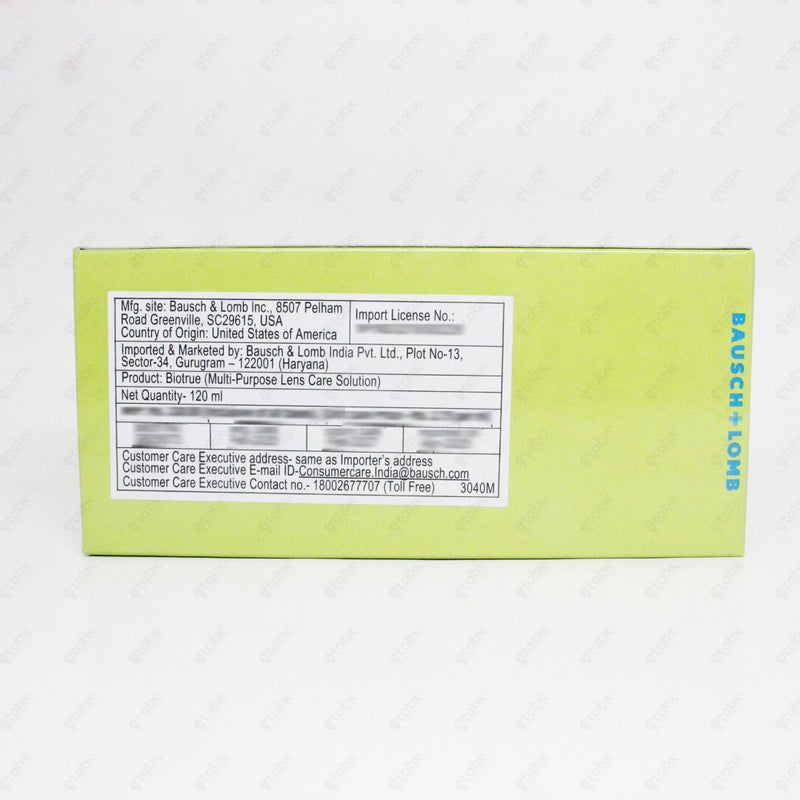 Mfg. site: Bausch & Lomb Inc., 8507 Pelham
Road Greenville, SC29615, USA
Country of Origin: United States of America
Import License No.:
Imported & Marketed by: Bausch & Lomb India Pvt. Ltd., Plot No-13,
Sector-34, Gurugram – 122001 (Haryana)
Product: Biotrue (Multi-Purpose Lens Care Solution)
Net Quantity- 120 ml
Customer Care Executive address- same as Importer's address
Customer Care Executive E-mail ID-Consumercare.India@bausch.com
Customer Care Executive Contact no.- 18002677707 (Toll Free) 3040M
BAUSCH + LOMB